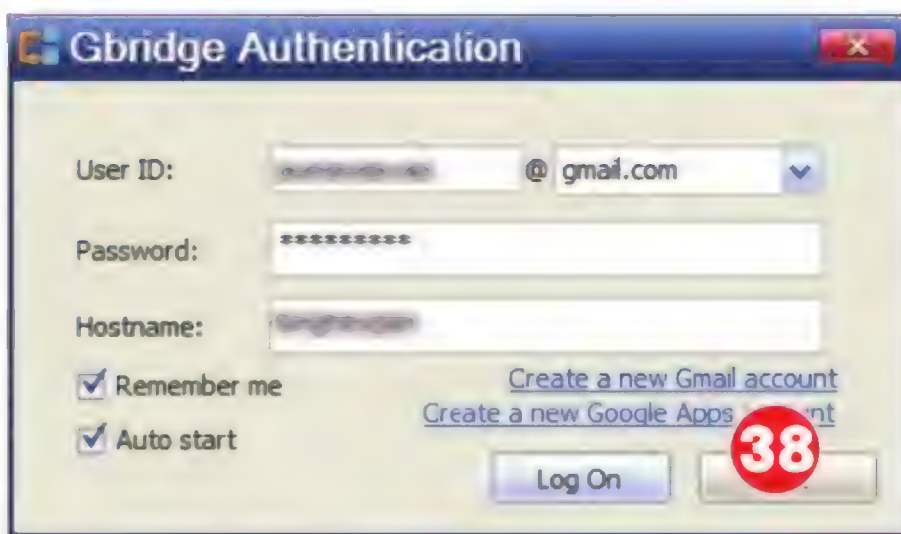 Gbridge Authentication
User ID: @ gmail.com
Password: *********
Hostname:
Remember me
Create a new Gmail account
Create a new Google Apps
Auto start
38
Log On